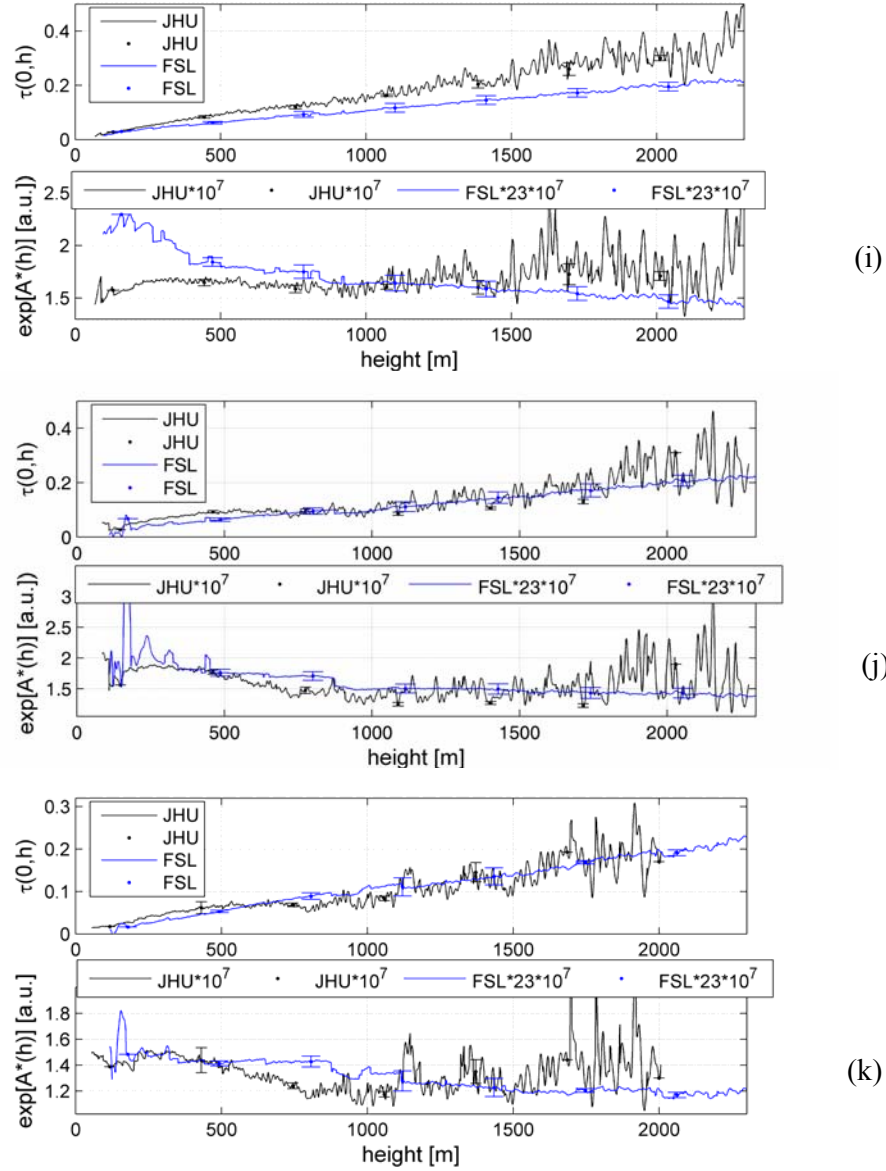 τ(0,h)
0.4
0.2
0
JHU
JHU
FSL
FSL
0 500 1000 1500 2000
exp[A*(h)] [a.u.])
2.5
2
1.5
JHU*10^7 JHU*10^7 FSL*23*10^7 FSL*23*10^7
0 500 1000 1500 2000
height [m]
(i)
τ(0,h)
0.4
0.2
0
JHU
JHU
FSL
FSL
0 500 1000 1500 2000
exp[A*(h)] [a.u.])
3
2.5
2
1.5
JHU*10^7 JHU*10^7 FSL*23*10^7 FSL*23*10^7
0 500 1000 1500 2000
height [m]
(j)
τ(0,h)
0.3
0.2
0.1
0
JHU
JHU
FSL
FSL
0 500 1000 1500 2000
exp[A*(h)] [a.u.]
1.8
1.6
1.4
1.2
JHU*10^7 JHU*10^7 FSL*23*10^7 FSL*23*10^7
0 500 1000 1500 2000
height [m]
(k)